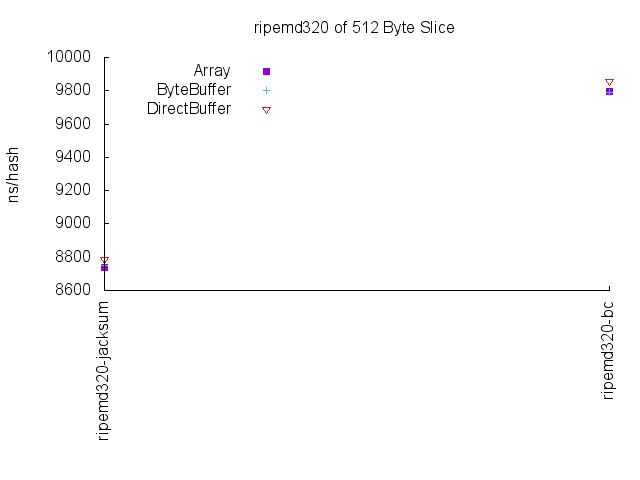 ripemd320 of 512 Byte Slice
ns/hash
10000
9800
9600
9400
9200
9000
8800
8600
Array
ByteBuffer
DirectBuffer
ripemd320-jacksum
ripemd320-bc